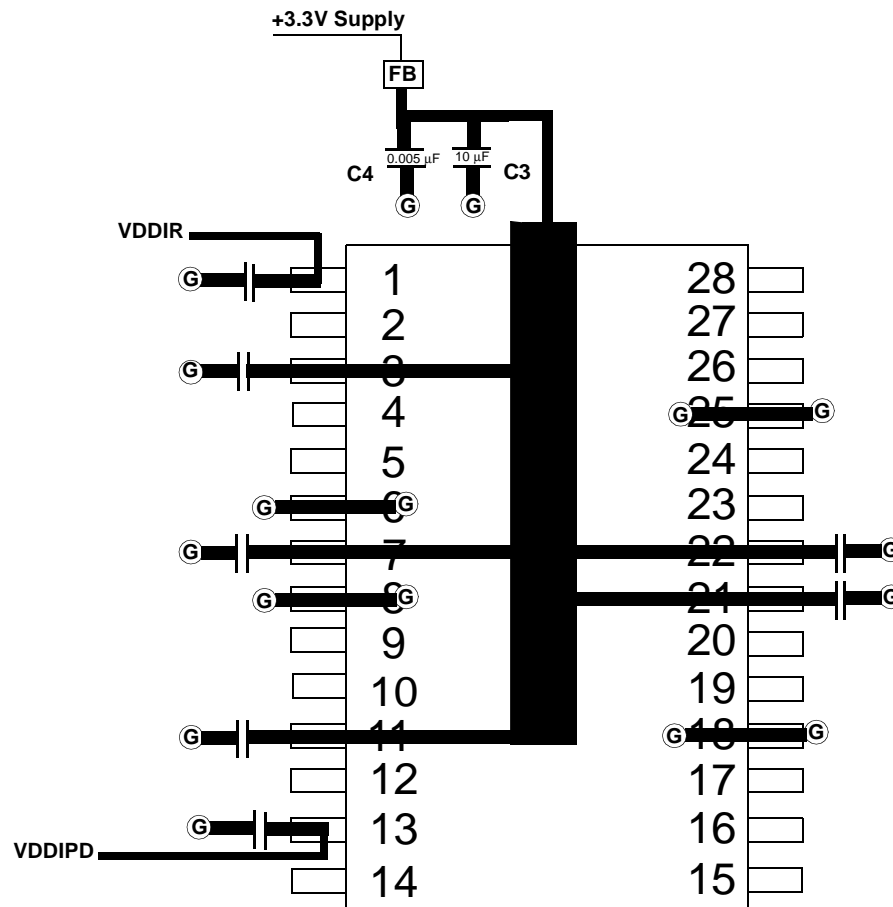 +3.3V Supply
FB
C4 0.005 µF 10 µF C3
G G
VDDIR
G 1 28
2 27
G 3 26
4 G 25 G
5 24
G 6 G 23
G 7 22 G
G 8 G 21 G
9 20
10 19
G 11 G 18 G
12 17
G 13 16
VDDIPD
14 15